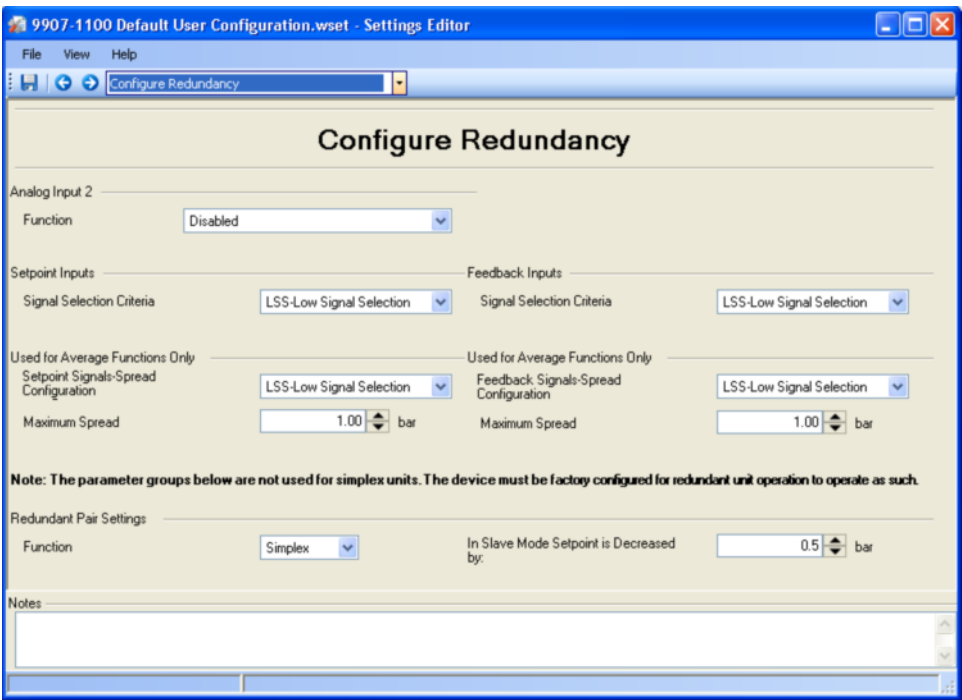 9907-1100 Default User Configuration.wset - Settings Editor
File View Help
Configure Redundancy
Configure Redundancy
Analog Input 2
Function Disabled
Setpoint Inputs Feedback Inputs
Signal Selection Criteria LSS-Low Signal Selection Signal Selection Criteria LSS-Low Signal Selection
Used for Average Functions Only Used for Average Functions Only
Setpoint Signals-Spread
Configuration LSS-Low Signal Selection Feedback Signals-Spread
Configuration LSS-Low Signal Selection
Maximum Spread 1.00 bar Maximum Spread 1.00 bar
Note: The parameter groups below are not used for simplex units. The device must be factory configured for redundant unit operation to operate as such.
Redundant Pair Settings
Function Simplex In Slave Mode Setpoint is Decreased
by: 0.5 bar
Notes